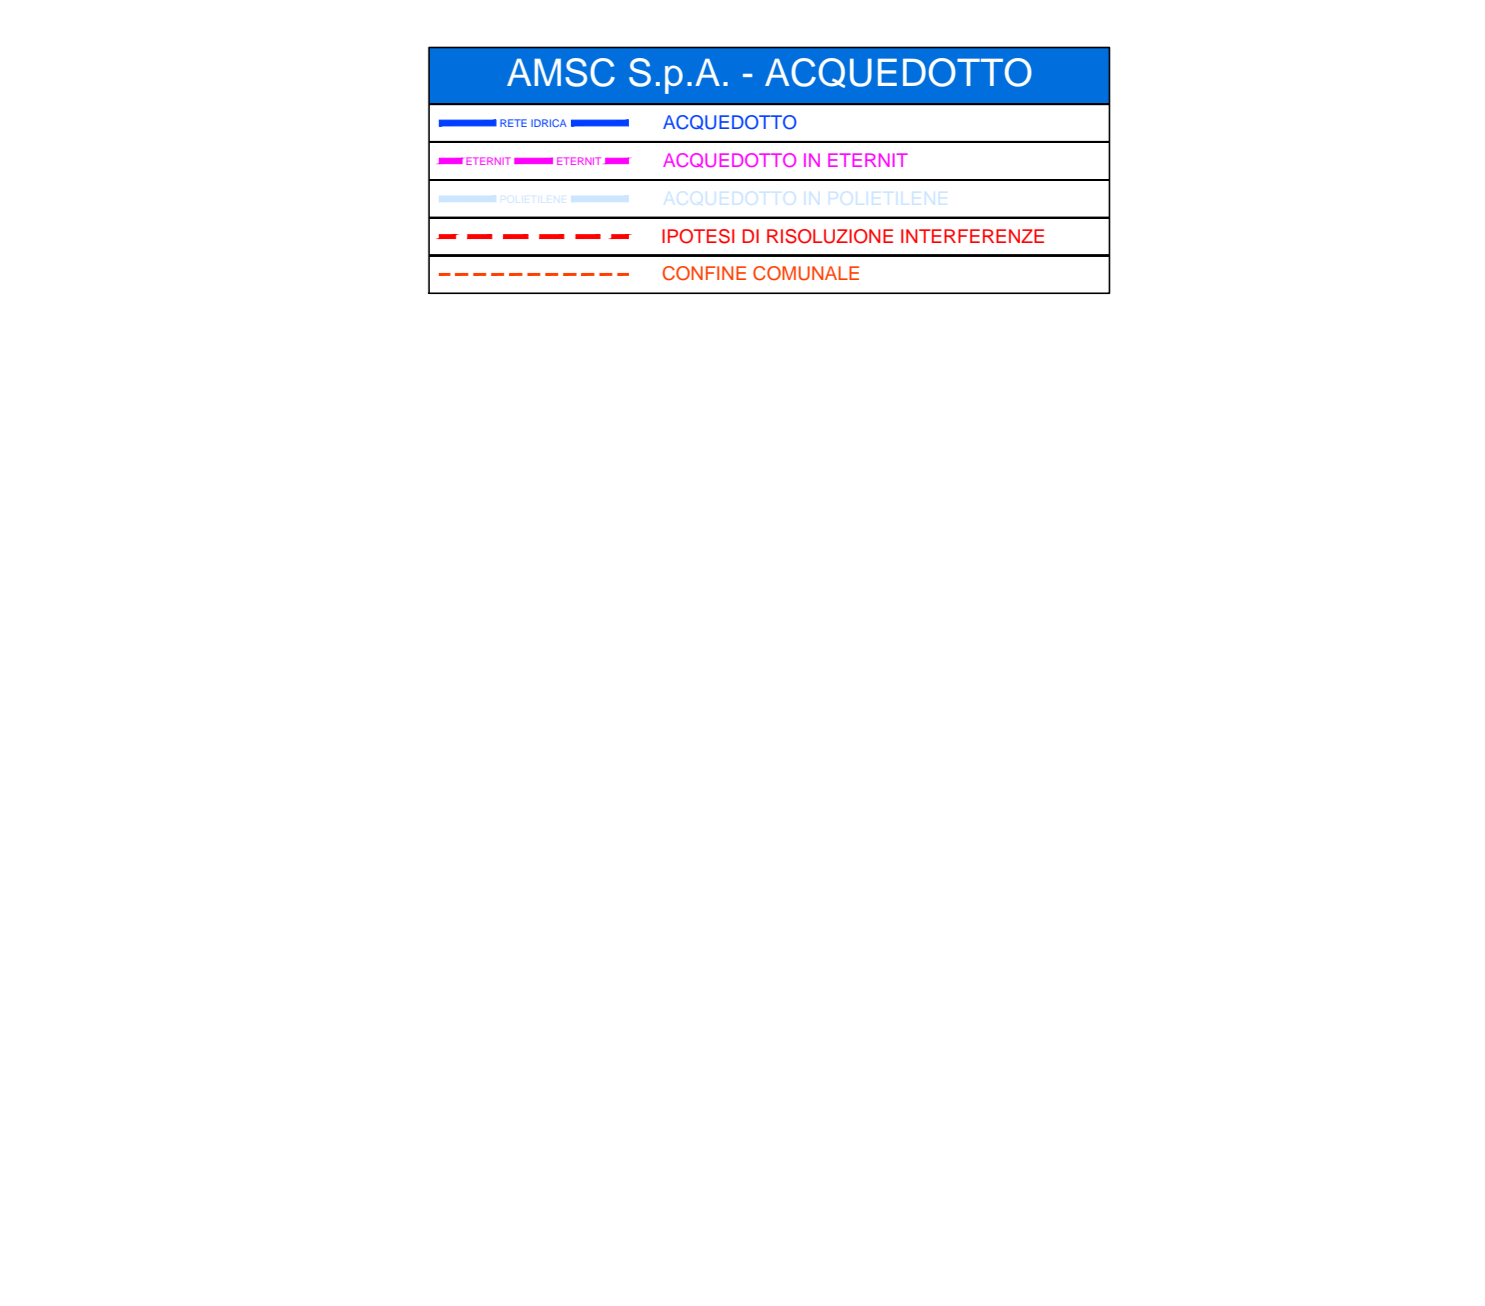 AMSC S.p.A. - ACQUEDOTTO
RETE IDRICA ACQUEDOTTO
ETERNIT ETERNIT ACQUEDOTTO IN ETERNIT
POLIETILENE ACQUEDOTTO IN POLIETILENE
IPOTESI DI RISOLUZIONE INTERFERENZE
CONFINE COMUNALE